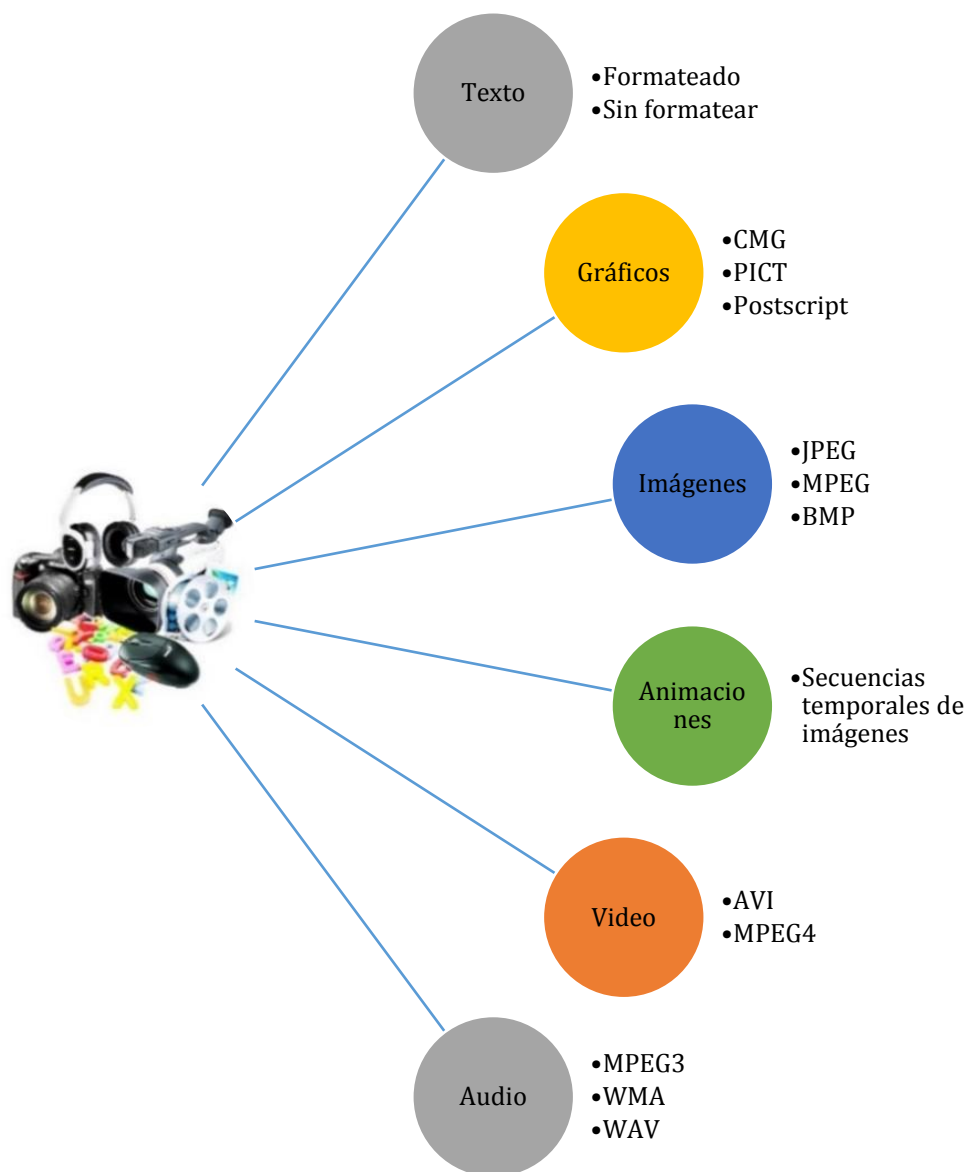 Texto
•Formateado
•Sin formatear
Gráficos
•CMG
•PICT
•Postscript
Imágenes
•JPEG
•MPEG
•BMP
Animacio
nes
•Secuencias
temporales de
imágenes
Video
•AVI
•MPEG4
Audio
•MPEG3
•WMA
•WAV